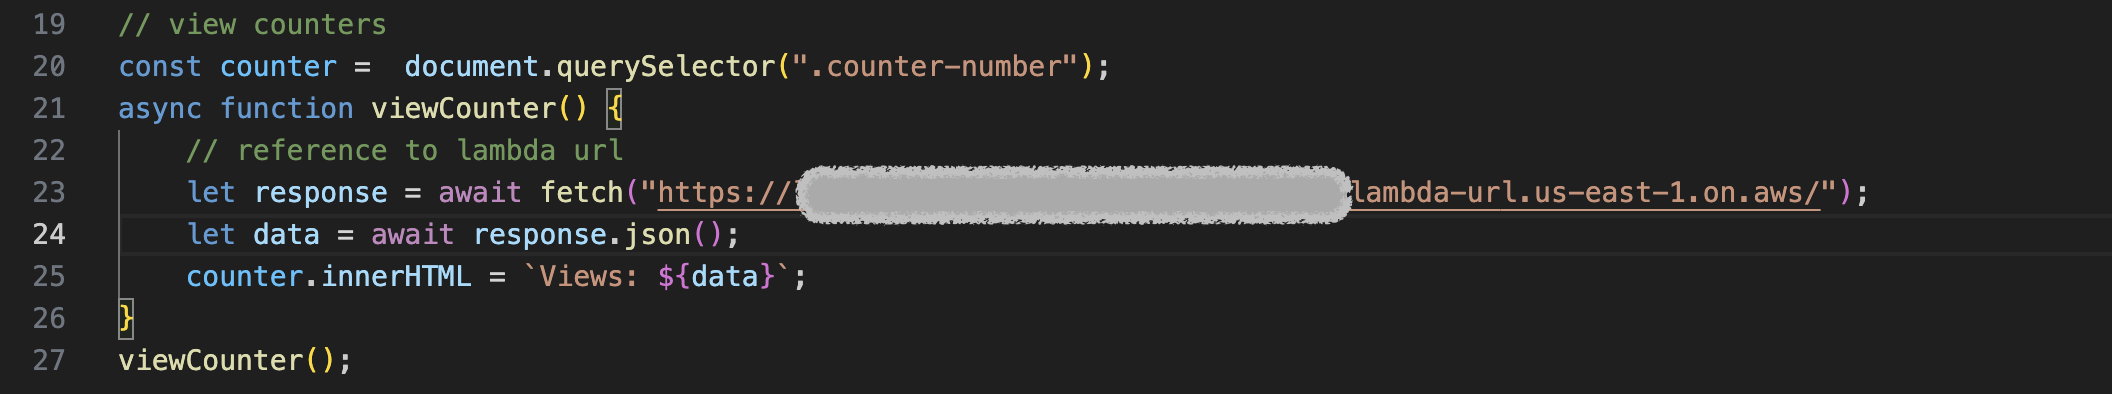 19 // view counters
20 const counter =  document.querySelector(".counter-number");
21 async function viewCounter() {
22     // reference to lambda url
23     let response = await fetch("https:// lambda-url.us-east-1.on.aws/");
24     let data = await response.json();
25     counter.innerHTML = `Views: ${data}`;
26 }
27 viewCounter();